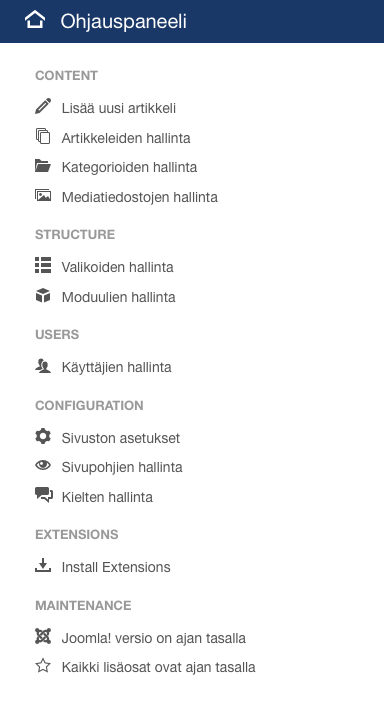 Ohjauspaneeli
CONTENT
Lisää uusi artikkeli
Artikkeleiden hallinta
Kategorioiden hallinta
Mediatiedostojen hallinta
STRUCTURE
Valikoiden hallinta
Moduulien hallinta
USERS
Käyttäjien hallinta
CONFIGURATION
Sivuston asetukset
Sivupohjien hallinta
Kielten hallinta
EXTENSIONS
Install Extensions
MAINTENANCE
Joomla! versio on ajan tasalla
Kaikki lisäosat ovat ajan tasalla